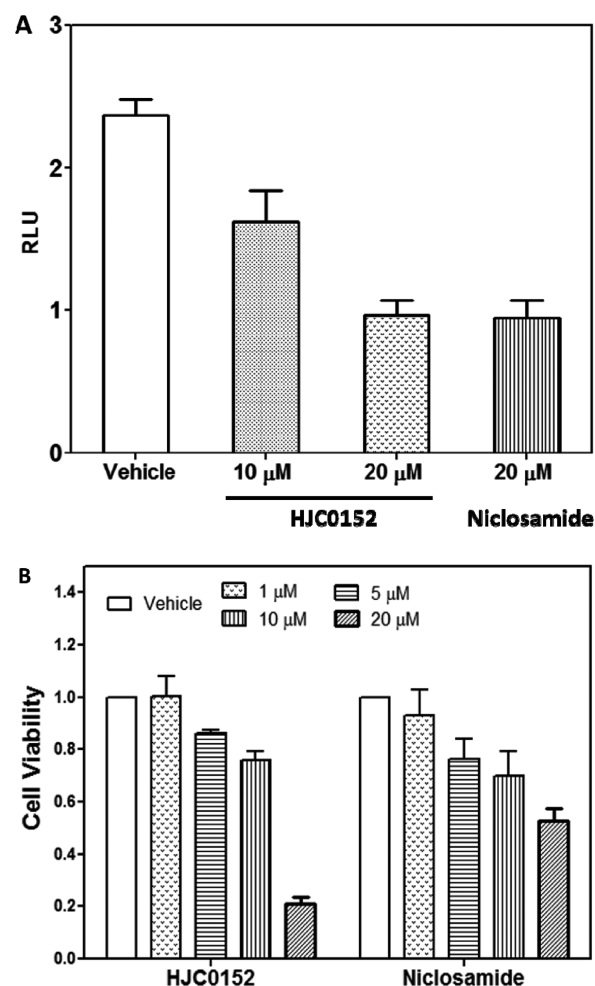 A
3
2
1
0
RLU
Vehicle 10 μM 20 μM 20 μM
HJC0152 Niclosamide
B
1.4
1.2
1.0
0.8
0.6
0.4
0.2
0.0
Cell Viability
Vehicle 1 μM 5 μM
10 μM 20 μM
HJC0152 Niclosamide